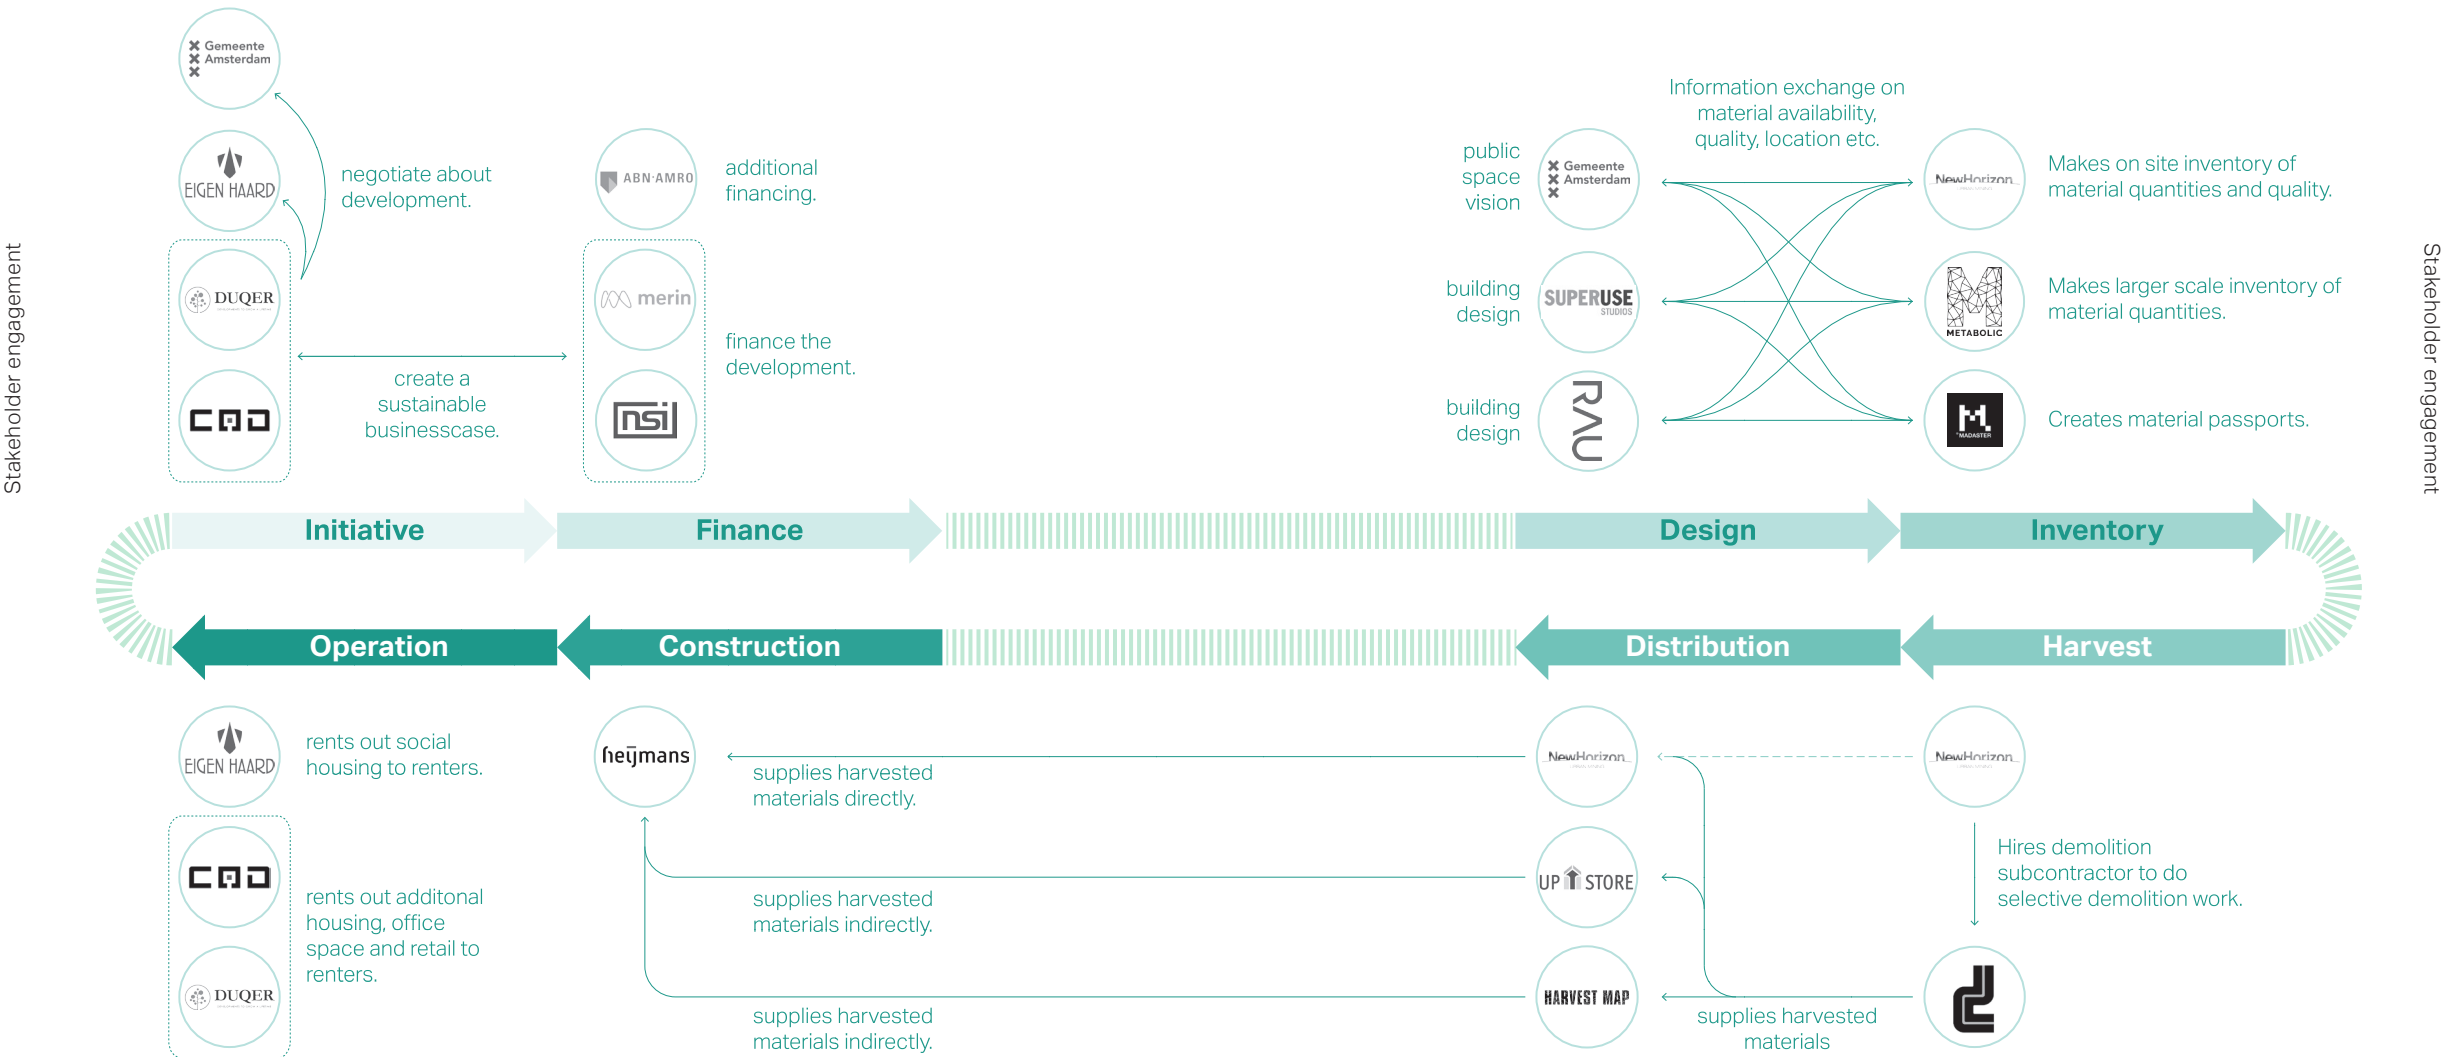 Stakeholder engagement
Gemeente
Amsterdam
EIGEN HAARD
negotiate about
development.
DUQER
create a
sustainable
businesscase.
ABN·AMRO
additional
financing.
merin
finance the
development.
nsi
public
space
vision
Gemeente
Amsterdam
building
design
SUPERUSE
STUDIOS
building
design
RAU
Information exchange on
material availability,
quality, location etc.
NewHorizon
Makes on site inventory of
material quantities and quality.
METABOLIC
Makes larger scale inventory of
material quantities.
M.
MADASTER
Creates material passports.
Stakeholder engagement
Initiative
Finance
Design
Inventory
Operation
Construction
Distribution
Harvest
EIGEN HAARD
rents out social
housing to renters.
rents out additonal
housing, office
space and retail to
renters.
DUQER
heijmans
supplies harvested
materials directly.
supplies harvested
materials indirectly.
supplies harvested
materials indirectly.
NewHorizon
UP STORE
HARVEST MAP
supplies harvested
materials
NewHorizon
Hires demolition
subcontractor to do
selective demolition work.